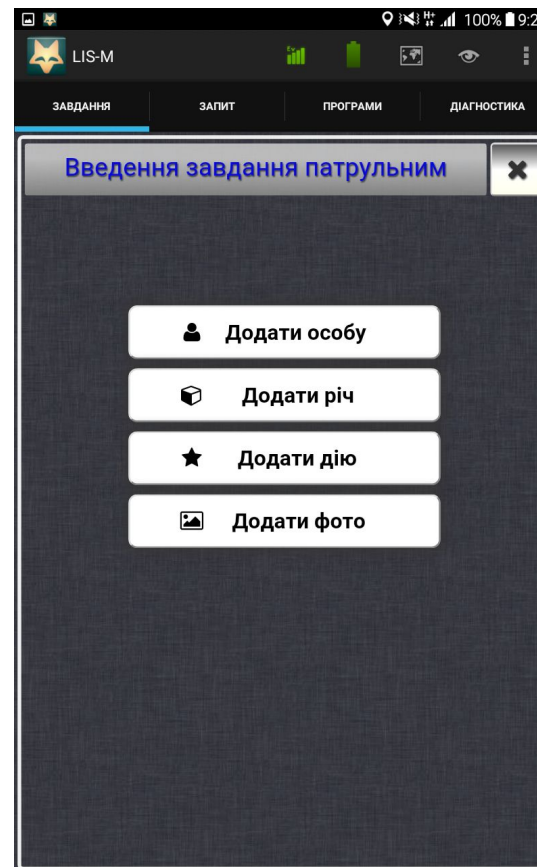 H+ 100% 9:2
LIS-M
ЗАВДАННЯ ЗАПИТ ПРОГРАМИ ДІАГНОСТИКА
Введення завдання патрульним
Додати особу
Додати річ
Додати дію
Додати фото